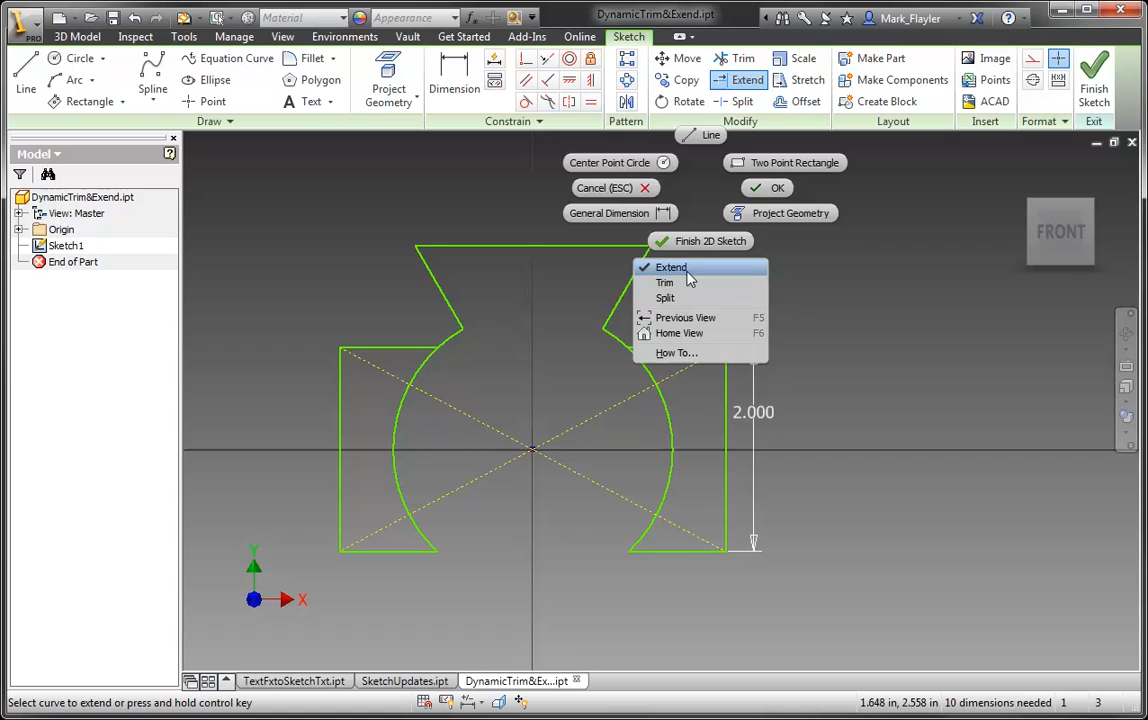 Material
Appearance
DynamicTrim&Exend.ipt
Mark_Flayler
PRO
3D Model
Inspect
Tools
Manage
View
Environments
Vault
Get Started
Add-Ins
Online
Sketch
Line
Circle
Arc
Rectangle
Spline
Equation Curve
Ellipse
Point
Fillet
Polygon
Text
Project
Geometry
Dimension
Move
Copy
Rotate
Trim
Extend
Split
Scale
Stretch
Offset
Make Part
Make Components
Create Block
Image
Points
ACAD
Finish
Sketch
Draw
Constrain
Pattern
Modify
Layout
Insert
Format
Exit
Model
DynamicTrim&Exend.ipt
View: Master
Origin
Sketch1
End of Part
Line
Center Point Circle
Two Point Rectangle
Cancel (ESC)
OK
General Dimension
Project Geometry
Finish 2D Sketch
Extend
Trim
Split
Previous View F5
Home View F6
How To...
FRONT
2.000
Y
X
TextFxtoSketchTxt.ipt
SketchUpdates.ipt
DynamicTrim&Ex...ipt
Select curve to extend or press and hold control key
1.648 in, 2.558 in 10 dimensions needed 1 3